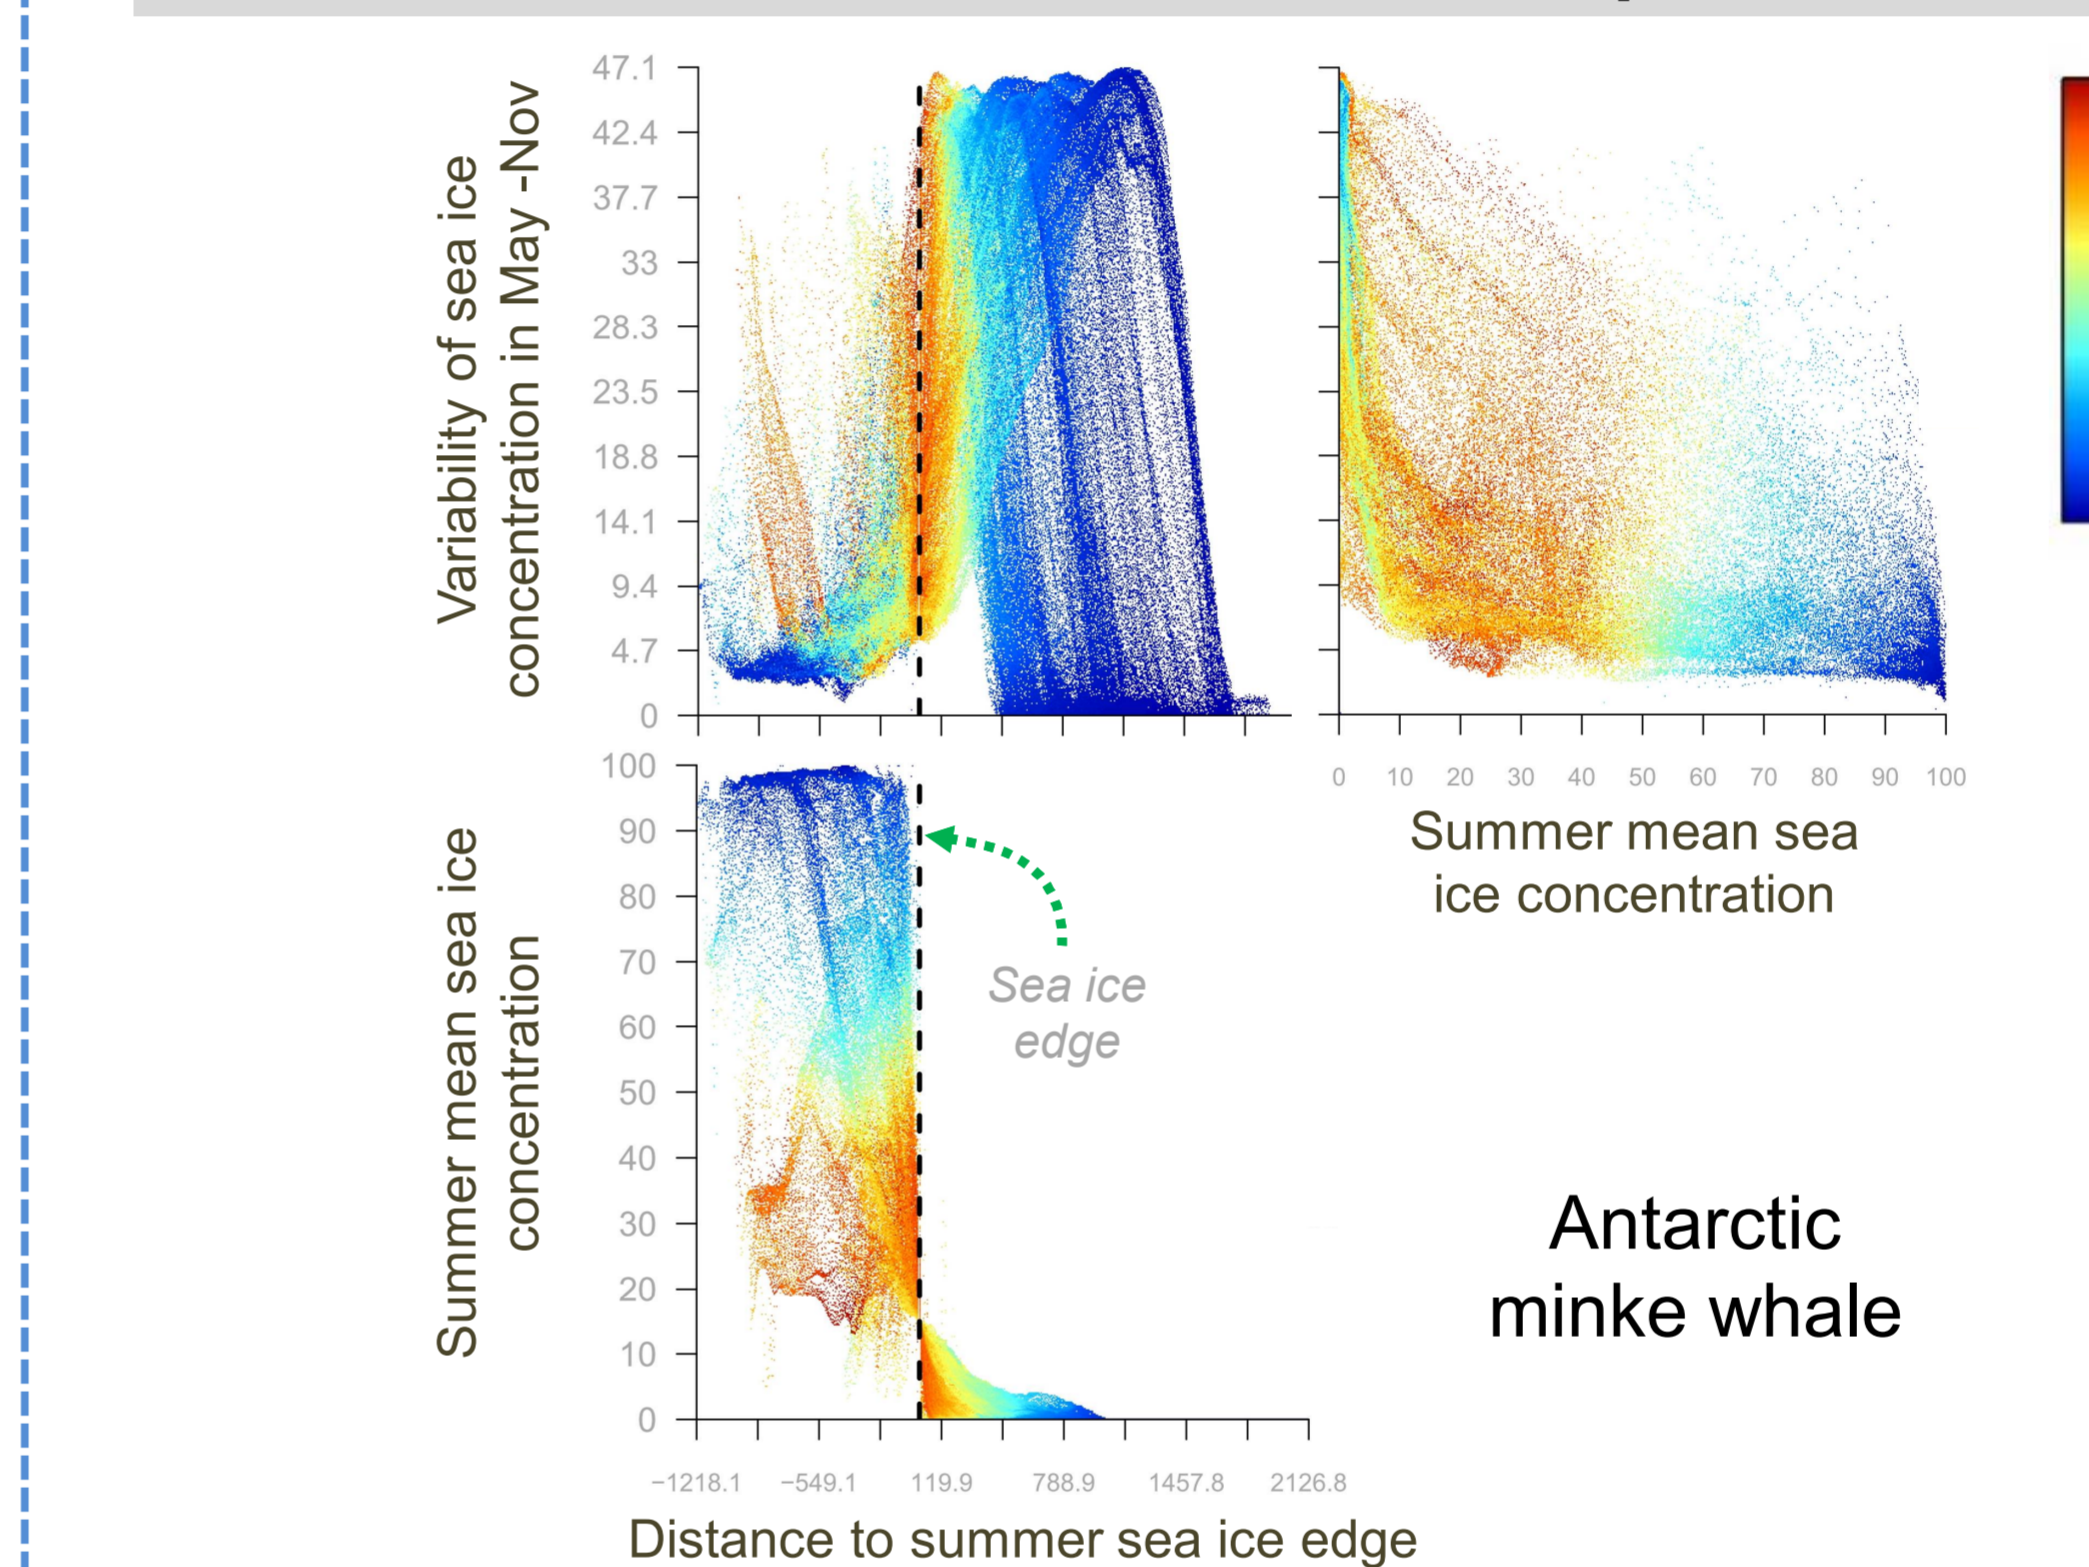 Variability of sea ice
concentration in May -Nov
47.1
42.4
37.7
33
28.3
23.5
18.8
14.1
9.4
4.7
0
0 10 20 30 40 50 60 70 80 90 100
Summer mean sea
ice concentration
Summer mean sea ice
concentration
100
90
80
70
60
50
40
30
20
10
0
Sea ice
edge
Antarctic
minke whale
−1218.1 −549.1 119.9 788.9 1457.8 2126.8
Distance to summer sea ice edge